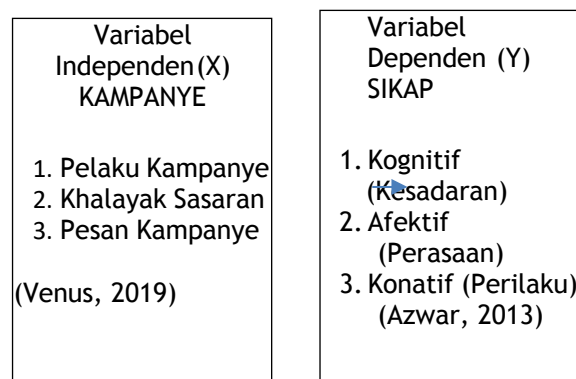 Variabel
Independen (X)
KAMPANYE
1. Pelaku Kampanye
2. Khalayak Sasaran
3. Pesan Kampanye
(Venus, 2019)
Variabel
Dependen (Y)
SIKAP
1. Kognitif
(Kesadaran)
2. Afektif
(Perasaan)
3. Konatif (Perilaku)
(Azwar, 2013)